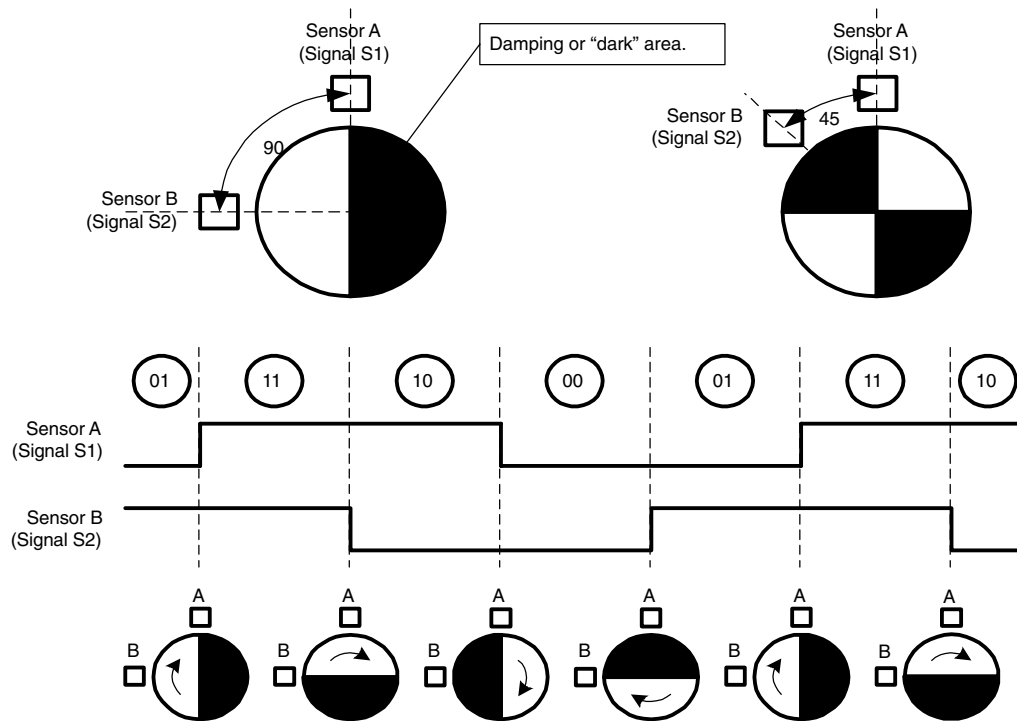 Sensor A
(Signal S1)
Damping or “dark” area.
Sensor A
(Signal S1)
Sensor B
(Signal S2)
45
90
Sensor B
(Signal S2)
01
11
10
00
01
11
10
Sensor A
(Signal S1)
Sensor B
(Signal S2)
A
A
A
A
A
A
B
B
B
B
B
B